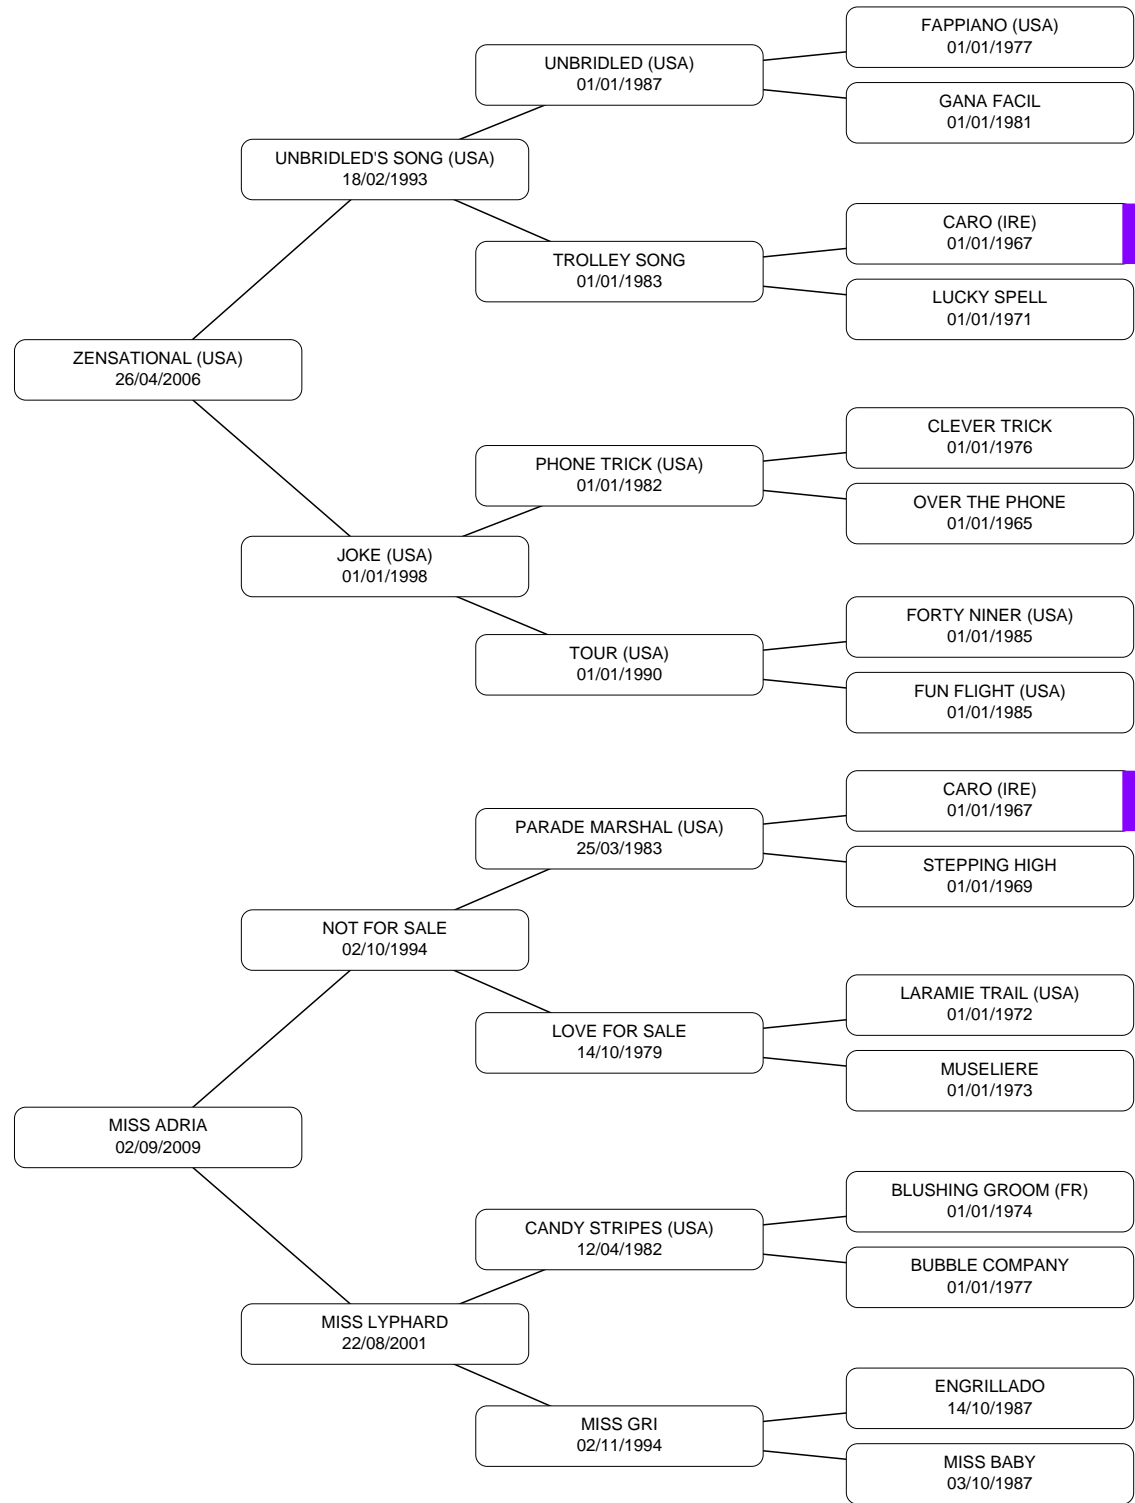 FAPPIANO (USA)
01/01/1977
UNBRIDLED (USA)
01/01/1987
GANA FACIL
01/01/1981
UNBRIDLED'S SONG (USA)
18/02/1993
CARO (IRE)
01/01/1967
TROLLEY SONG
01/01/1983
LUCKY SPELL
01/01/1971
ZENSATIONAL (USA)
26/04/2006
CLEVER TRICK
01/01/1976
PHONE TRICK (USA)
01/01/1982
OVER THE PHONE
01/01/1965
JOKE (USA)
01/01/1998
FORTY NINER (USA)
01/01/1985
TOUR (USA)
01/01/1990
FUN FLIGHT (USA)
01/01/1985
CARO (IRE)
01/01/1967
PARADE MARSHAL (USA)
25/03/1983
STEPPING HIGH
01/01/1969
NOT FOR SALE
02/10/1994
LARAMIE TRAIL (USA)
01/01/1972
LOVE FOR SALE
14/10/1979
MUSELIERE
01/01/1973
MISS ADRIA
02/09/2009
BLUSHING GROOM (FR)
01/01/1974
CANDY STRIPES (USA)
12/04/1982
BUBBLE COMPANY
01/01/1977
MISS LYPHARD
22/08/2001
ENGRILLADO
14/10/1987
MISS GRI
02/11/1994
MISS BABY
03/10/1987